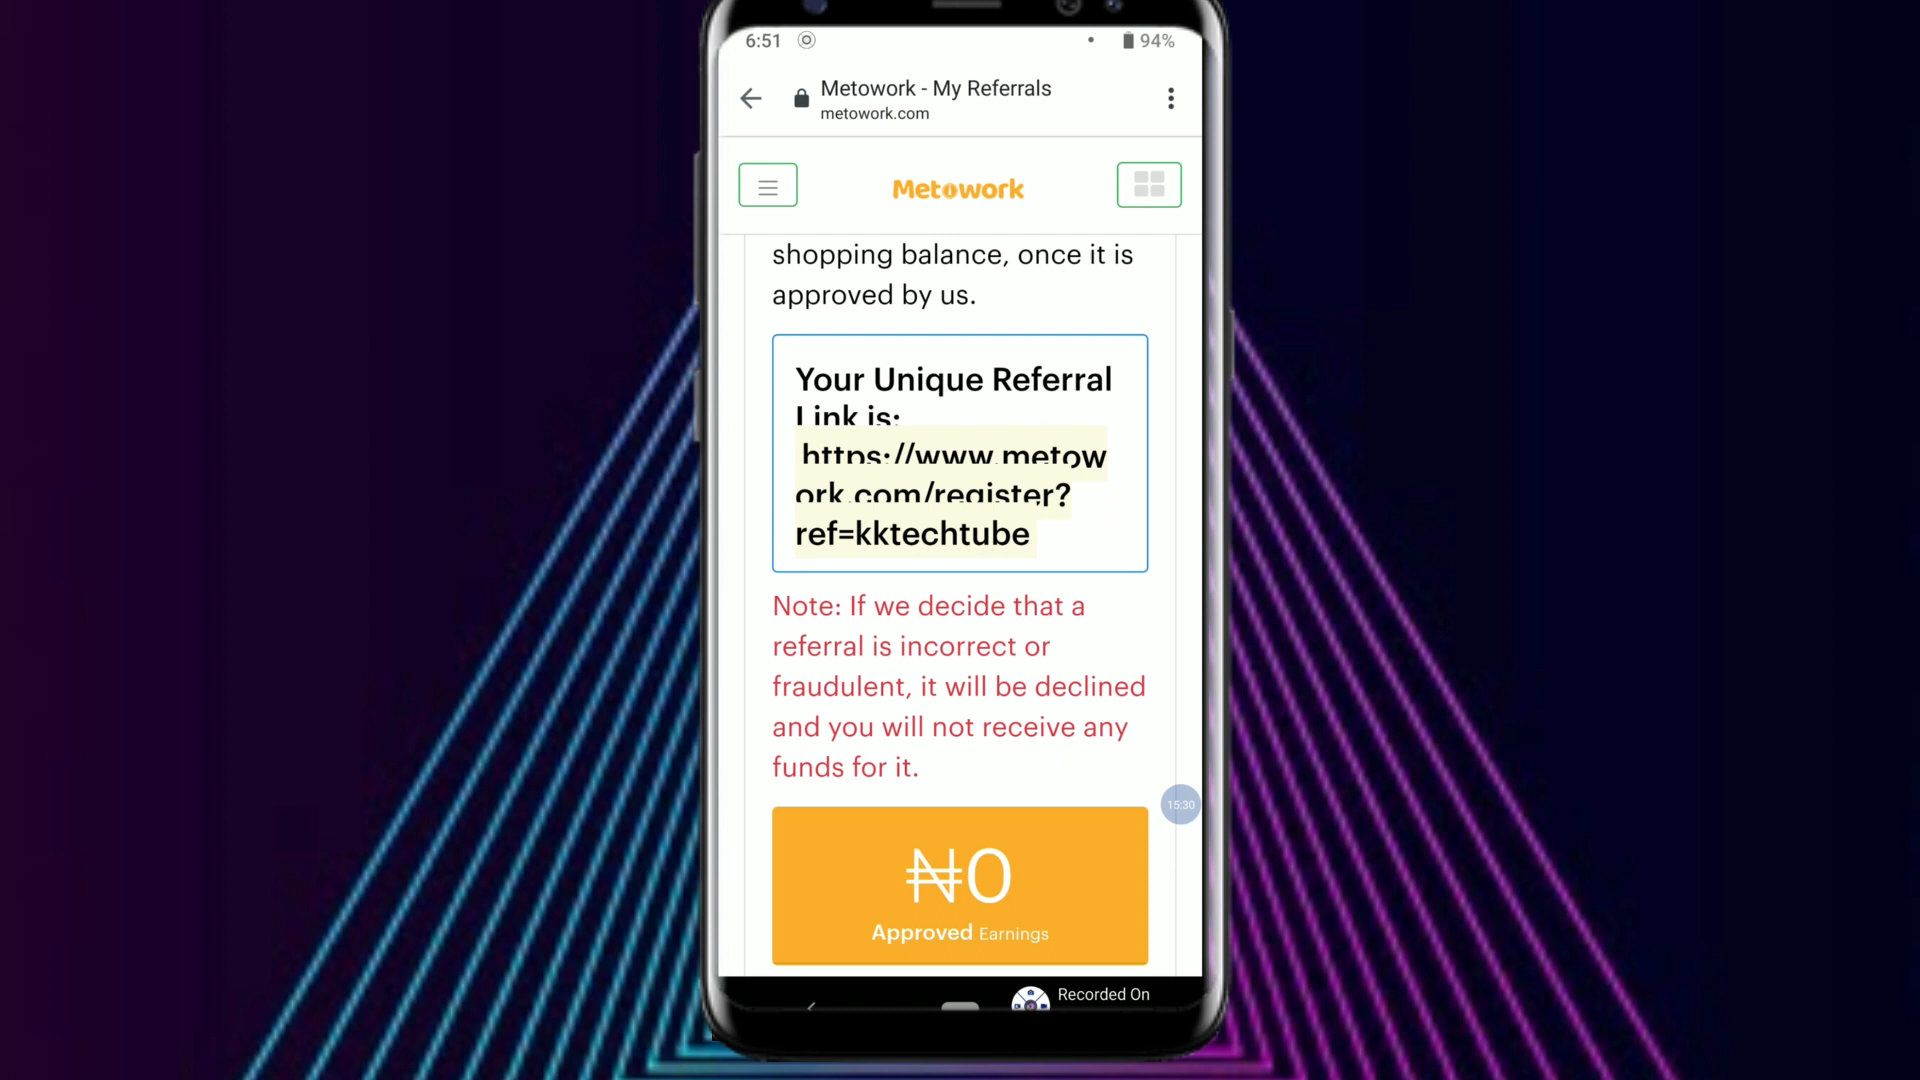 6:51
94%
Metowork - My Referrals
metowork.com
Metowork
shopping balance, once it is
approved by us.
Your Unique Referral
Link is:
https://www.metow
ork.com/register?
ref=kktechtube
Note: If we decide that a
referral is incorrect or
fraudulent, it will be declined
and you will not receive any
funds for it.
15:30
₦0
Approved Earnings
Recorded On